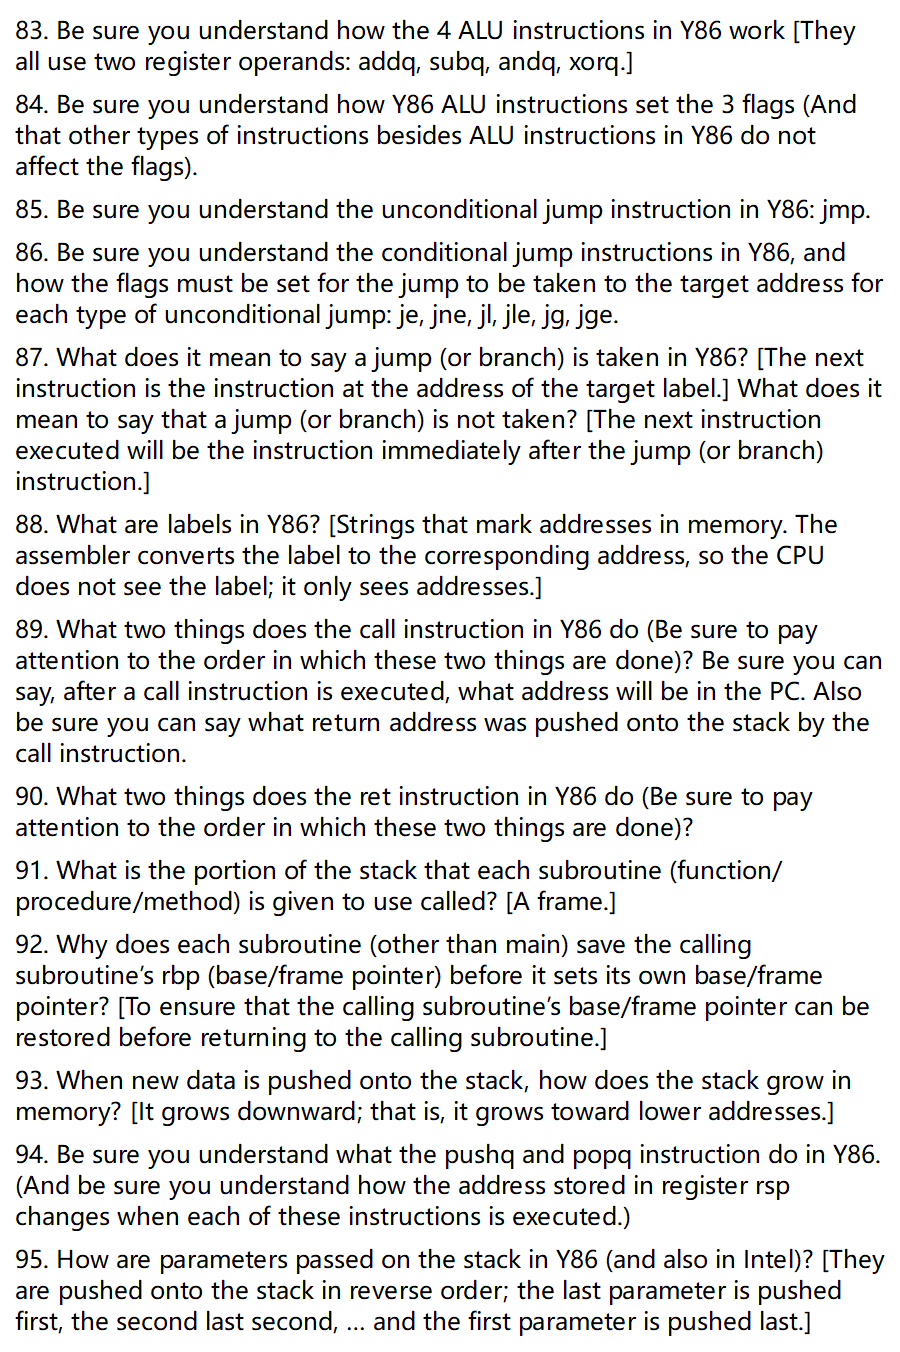 83. Be sure you understand how the 4 ALU instructions in Y86 work [They
all use two register operands: addq, subq, andq, xorq.]
84. Be sure you understand how Y86 ALU instructions set the 3 flags (And
that other types of instructions besides ALU instructions in Y86 do not
affect the flags).
85. Be sure you understand the unconditional jump instruction in Y86: jmp.
86. Be sure you understand the conditional jump instructions in Y86, and
how the flags must be set for the jump to be taken to the target address for
each type of unconditional jump: je, jne, jl, jle, jg, jge.
87. What does it mean to say a jump (or branch) is taken in Y86? [The next
instruction is the instruction at the address of the target label.] What does it
mean to say that a jump (or branch) is not taken? [The next instruction
executed will be the instruction immediately after the jump (or branch)
instruction.]
88. What are labels in Y86? [Strings that mark addresses in memory. The
assembler converts the label to the corresponding address, so the CPU
does not see the label; it only sees addresses.]
89. What two things does the call instruction in Y86 do (Be sure to pay
attention to the order in which these two things are done)? Be sure you can
say, after a call instruction is executed, what address will be in the PC. Also
be sure you can say what return address was pushed onto the stack by the
call instruction.
90. What two things does the ret instruction in Y86 do (Be sure to pay
attention to the order in which these two things are done)?
91. What is the portion of the stack that each subroutine (function/
procedure/method) is given to use called? [A frame.]
92. Why does each subroutine (other than main) save the calling
subroutine’s rbp (base/frame pointer) before it sets its own base/frame
pointer? [To ensure that the calling subroutine’s base/frame pointer can be
restored before returning to the calling subroutine.]
93. When new data is pushed onto the stack, how does the stack grow in
memory? [It grows downward; that is, it grows toward lower addresses.]
94. Be sure you understand what the pushq and popq instruction do in Y86.
(And be sure you understand how the address stored in register rsp
changes when each of these instructions is executed.)
95. How are parameters passed on the stack in Y86 (and also in Intel)? [They
are pushed onto the stack in reverse order; the last parameter is pushed
first, the second last second, … and the first parameter is pushed last.]